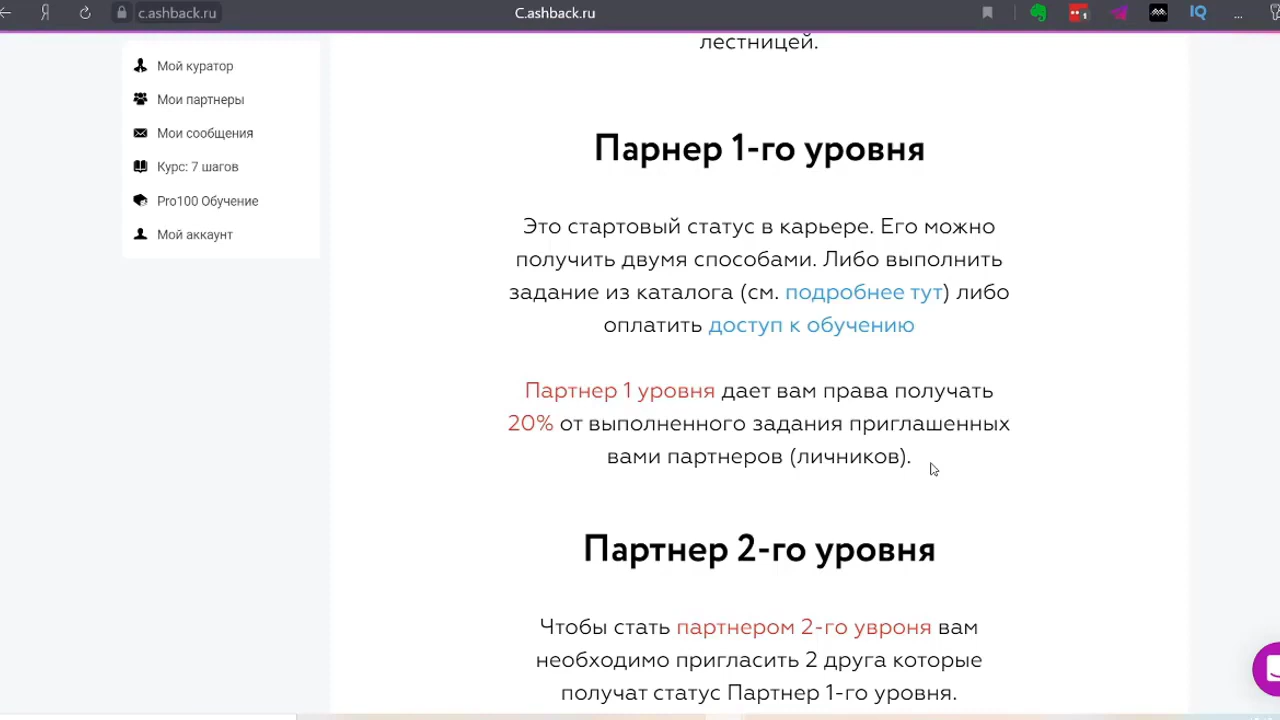 c.ashback.ru
C.ashback.ru
1
IQ
лестницей.
Мой куратор
Мои партнеры
Мои сообщения
Курс: 7 шагов
Pro100 Обучение
Мой аккаунт
Парнер 1-го уровня
Это стартовый статус в карьере. Его можно
получить двумя способами. Либо выполнить
задание из каталога (см. подробнее тут) либо
оплатить доступ к обучению
Партнер 1 уровня дает вам права получать
20% от выполненного задания приглашенных
вами партнеров (личников).
Партнер 2-го уровня
Чтобы стать партнером 2-го увроня вам
необходимо пригласить 2 друга которые
получат статус Партнер 1-го уровня.